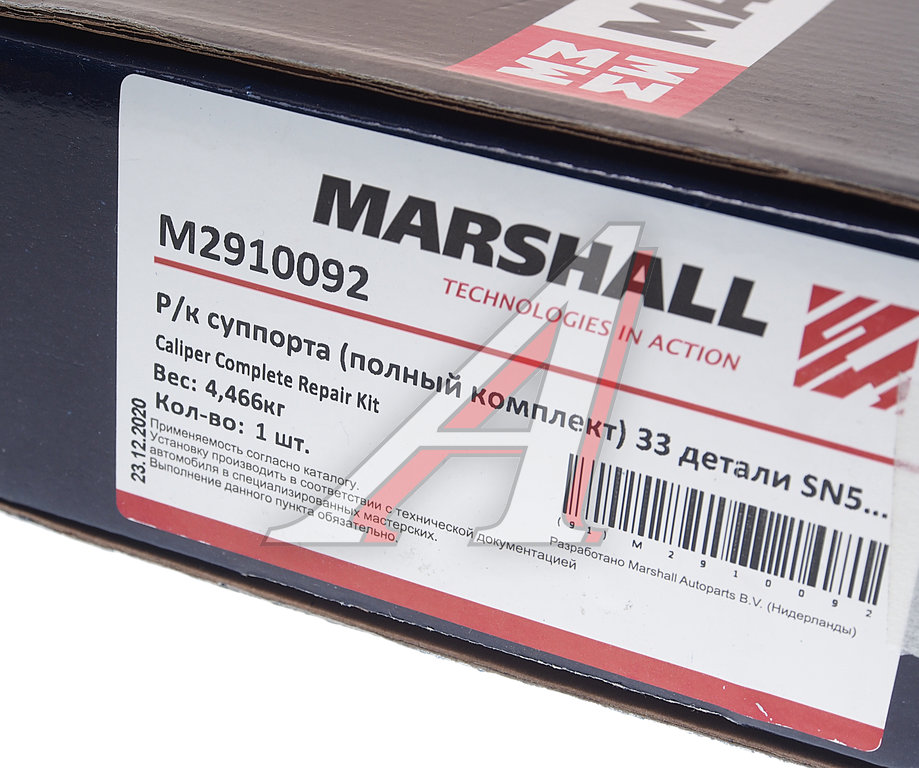 MA
MARSHALL
TECHNOLOGIES IN ACTION
M2910092
Р/к суппорта (полный комплект) 33 детали SN5...
Caliper Complete Repair Kit
Вес: 4,466кг
Кол-во: 1 шт.
23.12.2020
Применяемость согласно каталогу.
Установку производить в соответствии с технической документацией
автомобиля в специализированных мастерских.
Выполнение данного пункта обязательно.
(91)M2910092
Разработано Marshall Autoparts B.V. (Нидерланды)